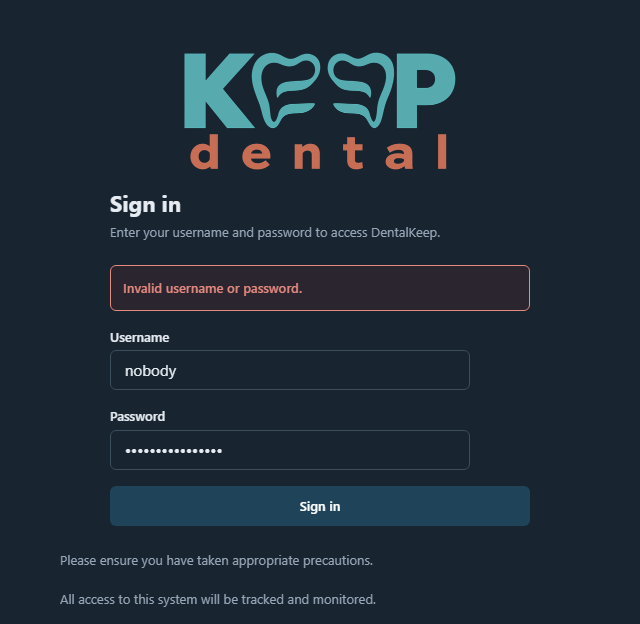 KEEP
dental
Sign in
Enter your username and password to access DentalKeep.
Invalid username or password.
Username
nobody
Password
••••••••••••••••
Sign in
Please ensure you have taken appropriate precautions.
All access to this system will be tracked and monitored.